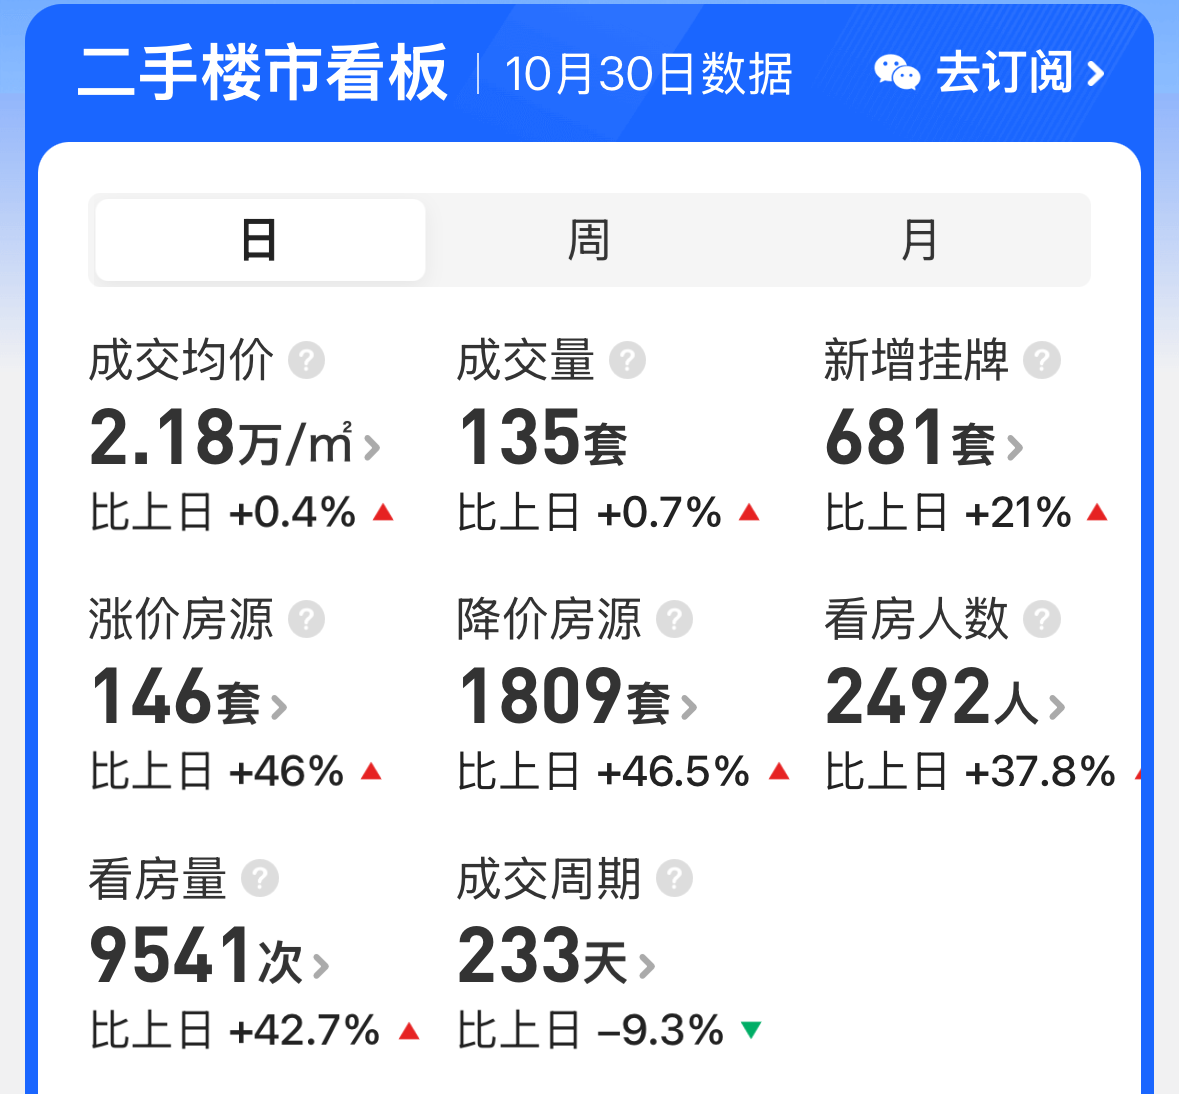 二手楼市看板 10月30日数据 去订阅
日 周 月
成交均价 ? 成交量 ? 新增挂牌 ?
2.18万/㎡ 135套 681套
比上日 +0.4% 比上日 +0.7% 比上日 +21%
涨价房源 ? 降价房源 ? 看房人数 ?
146套 1809套 2492人
比上日 +46% 比上日 +46.5% 比上日 +37.8%
看房量 ? 成交周期 ?
9541次 233天
比上日 +42.7% 比上日 –9.3%